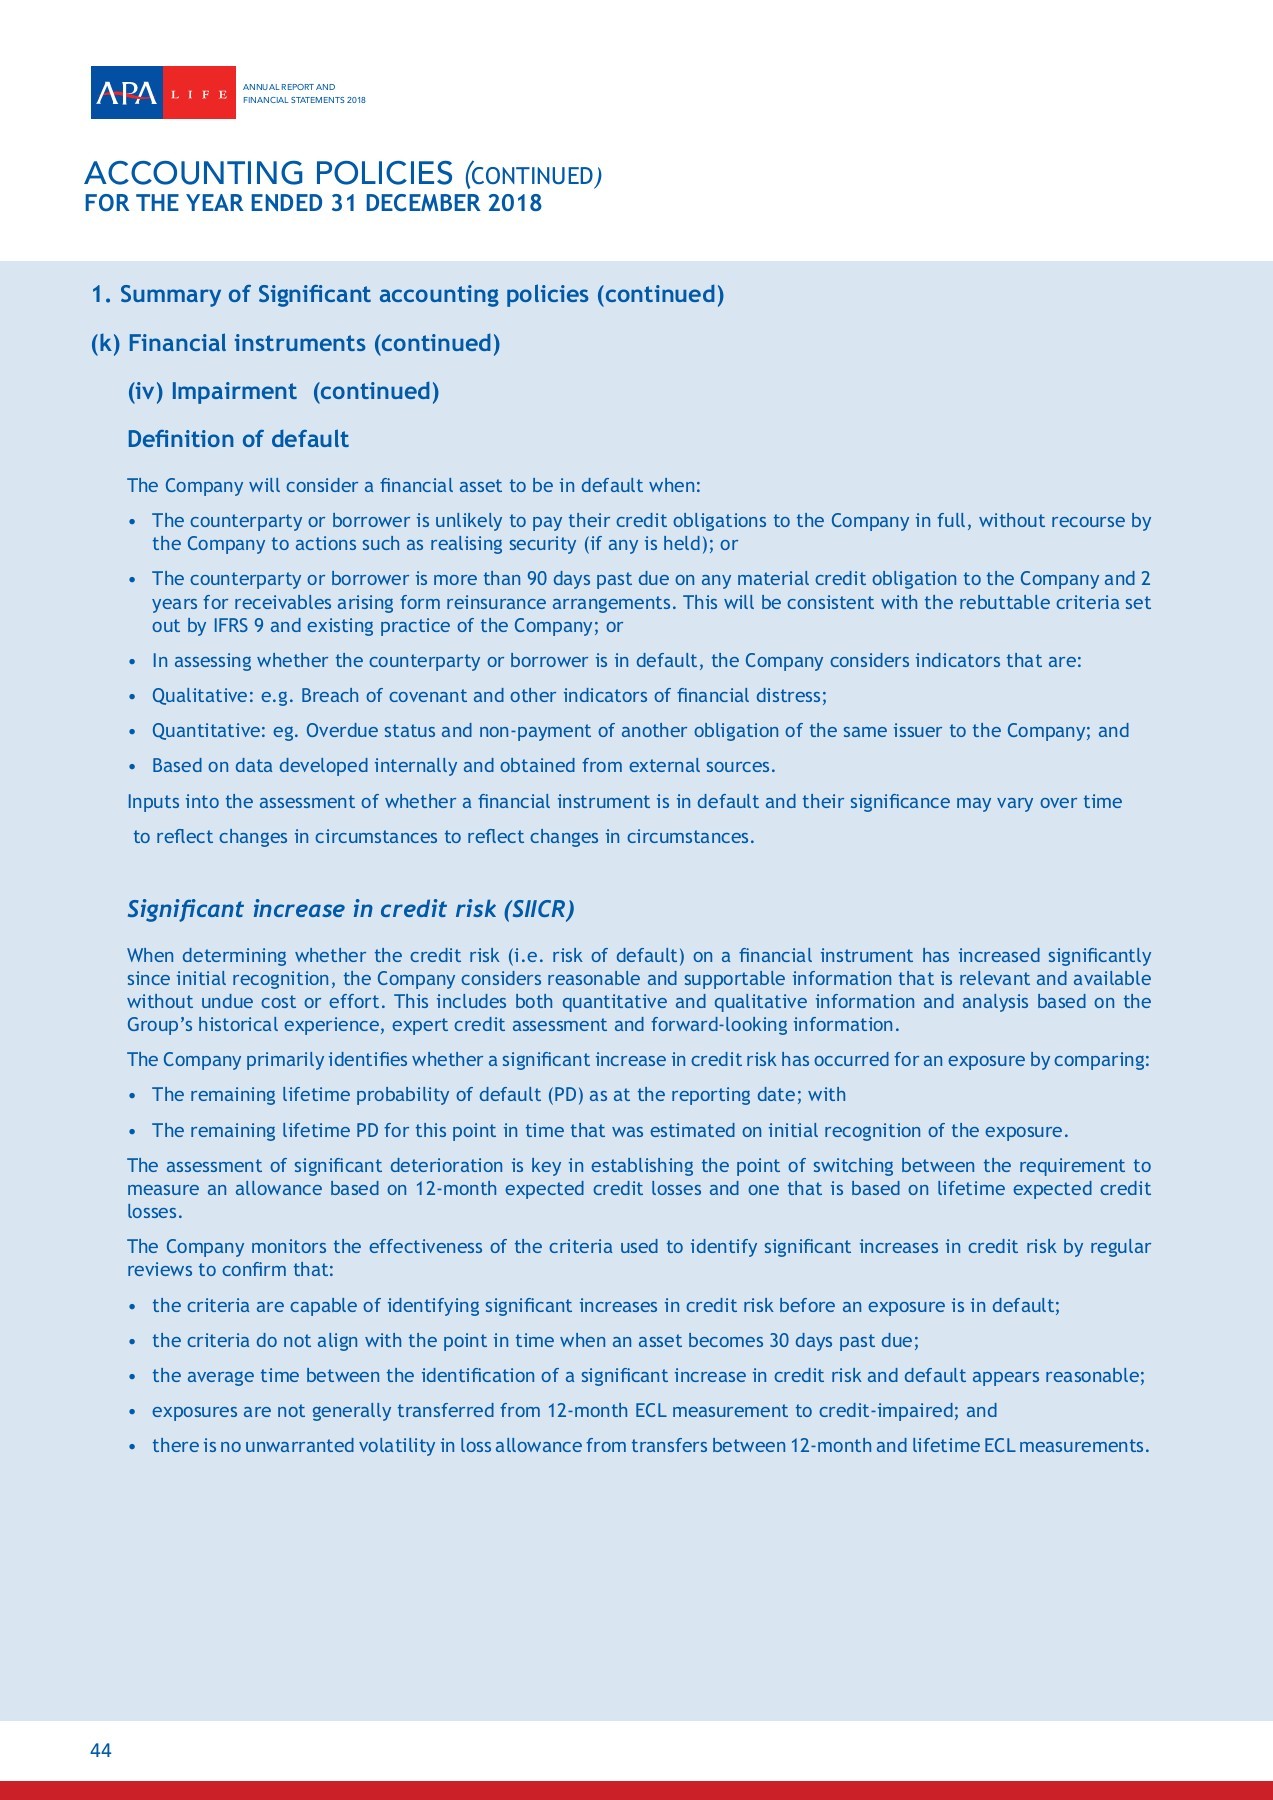 APA LIFE
ANNUAL REPORT AND
FINANCIAL STATEMENTS 2018
ACCOUNTING POLICIES (CONTINUED)
FOR THE YEAR ENDED 31 DECEMBER 2018
1. Summary of Significant accounting policies (continued)
(k) Financial instruments (continued)
(iv) Impairment (continued)
Definition of default
The Company will consider a financial asset to be in default when:
• The counterparty or borrower is unlikely to pay their credit obligations to the Company in full, without recourse by
the Company to actions such as realising security (if any is held); or
• The counterparty or borrower is more than 90 days past due on any material credit obligation to the Company and 2
years for receivables arising form reinsurance arrangements. This will be consistent with the rebuttable criteria set
out by IFRS 9 and existing practice of the Company; or
• In assessing whether the counterparty or borrower is in default, the Company considers indicators that are:
• Qualitative: e.g. Breach of covenant and other indicators of financial distress;
• Quantitative: eg. Overdue status and non-payment of another obligation of the same issuer to the Company; and
• Based on data developed internally and obtained from external sources.
Inputs into the assessment of whether a financial instrument is in default and their significance may vary over time
to reflect changes in circumstances to reflect changes in circumstances.
Significant increase in credit risk (SIICR)
When determining whether the credit risk (i.e. risk of default) on a financial instrument has increased significantly
since initial recognition, the Company considers reasonable and supportable information that is relevant and available
without undue cost or effort. This includes both quantitative and qualitative information and analysis based on the
Group's historical experience, expert credit assessment and forward-looking information.
The Company primarily identifies whether a significant increase in credit risk has occurred for an exposure by comparing:
• The remaining lifetime probability of default (PD) as at the reporting date; with
• The remaining lifetime PD for this point in time that was estimated on initial recognition of the exposure.
The assessment of significant deterioration is key in establishing the point of switching between the requirement to
measure an allowance based on 12-month expected credit losses and one that is based on lifetime expected credit
losses.
The Company monitors the effectiveness of the criteria used to identify significant increases in credit risk by regular
reviews to confirm that:
• the criteria are capable of identifying significant increases in credit risk before an exposure is in default;
• the criteria do not align with the point in time when an asset becomes 30 days past due;
• the average time between the identification of a significant increase in credit risk and default appears reasonable;
• exposures are not generally transferred from 12-month ECL measurement to credit-impaired; and
• there is no unwarranted volatility in loss allowance from transfers between 12-month and lifetime ECL measurements.
44